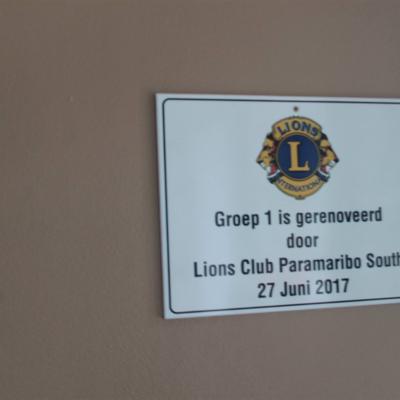 LIONS
L
INTERNATIONAL
Groep 1 is gerenoveerd
door
Lions Club Paramaribo South
27 Juni 2017